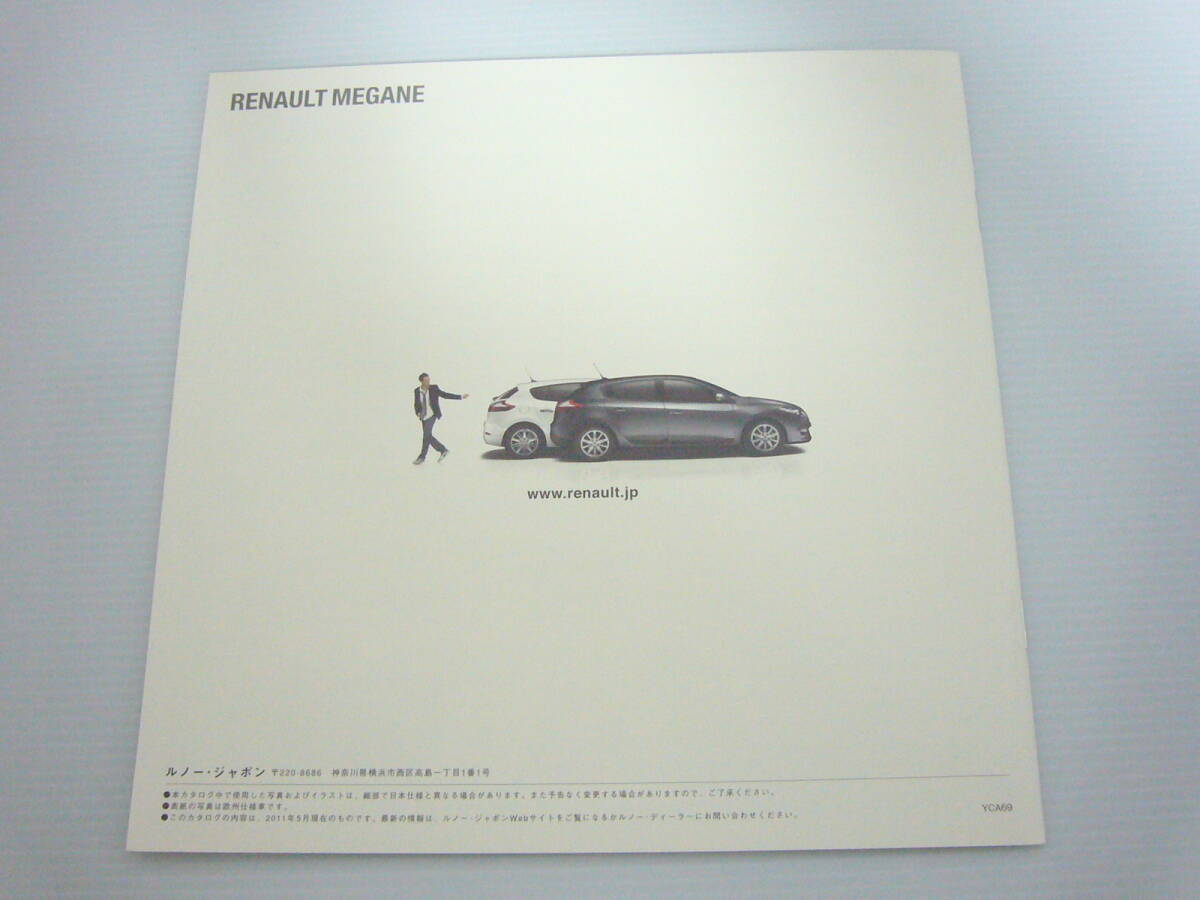 RENAULT MEGANE
www.renault.jp
ルノー・ジャポン 〒220-8686 神奈川県横浜市西区高島一丁目1番1号
●本カタログ中で使用した写真およびイラストは、細部で日本仕様と異なる場合があります。また予告なく変更する場合がありますので、ご了承ください。
●表紙の写真は欧州仕様車です。
●このカタログの内容は、2011年5月現在のものです。最新の情報は、ルノー・ジャポンWebサイトをご覧になるかルノー・ディーラーにお問い合わせください。
YCA69